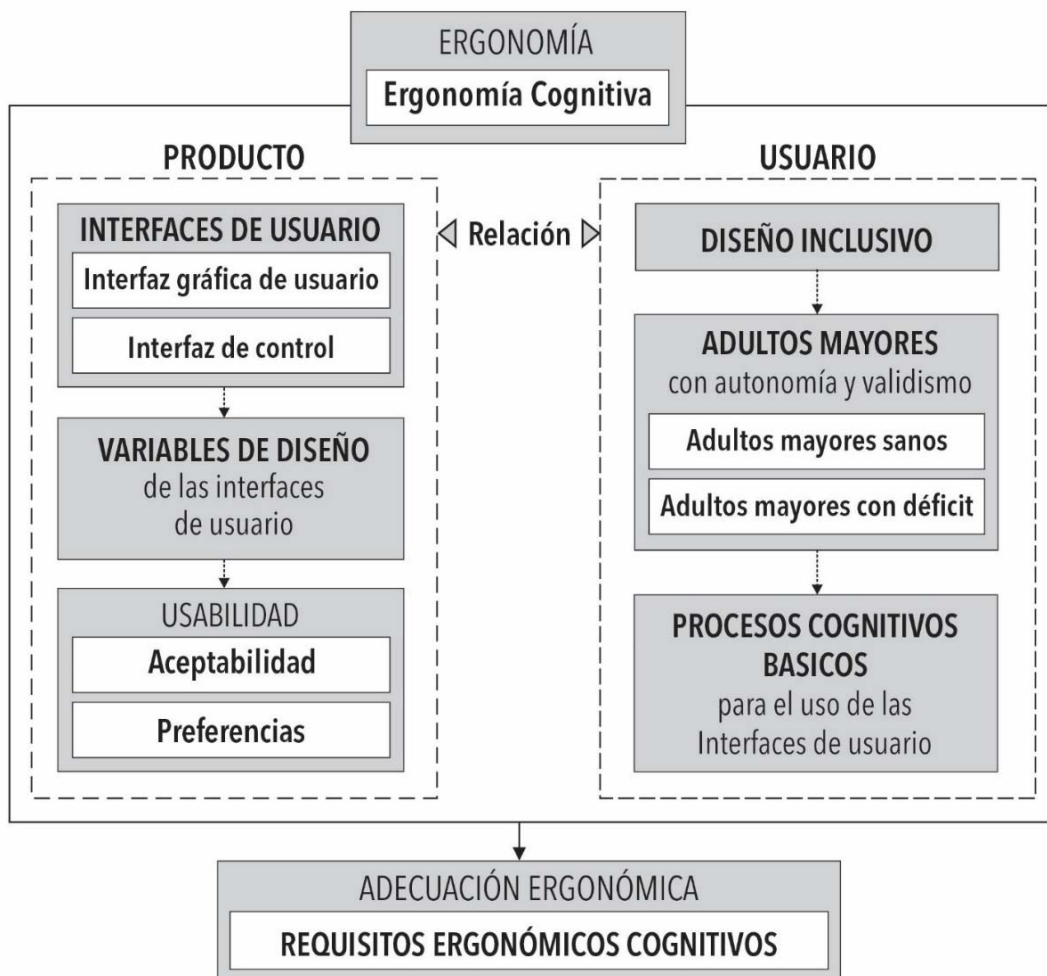 ERGONOMÍA
Ergonomía Cognitiva
PRODUCTO
INTERFACES DE USUARIO
Interfaz gráfica de usuario
Interfaz de control
VARIABLES DE DISEÑO
de las interfaces
de usuario
USABILIDAD
Aceptabilidad
Preferencias
Relación
USUARIO
DISEÑO INCLUSIVO
ADULTOS MAYORES
con autonomía y validismo
Adultos mayores sanos
Adultos mayores con déficit
PROCESOS COGNITIVOS
BASICOS
para el uso de las
Interfaces de usuario
ADECUACIÓN ERGONÓMICA
REQUISITOS ERGONÓMICOS COGNITIVOS